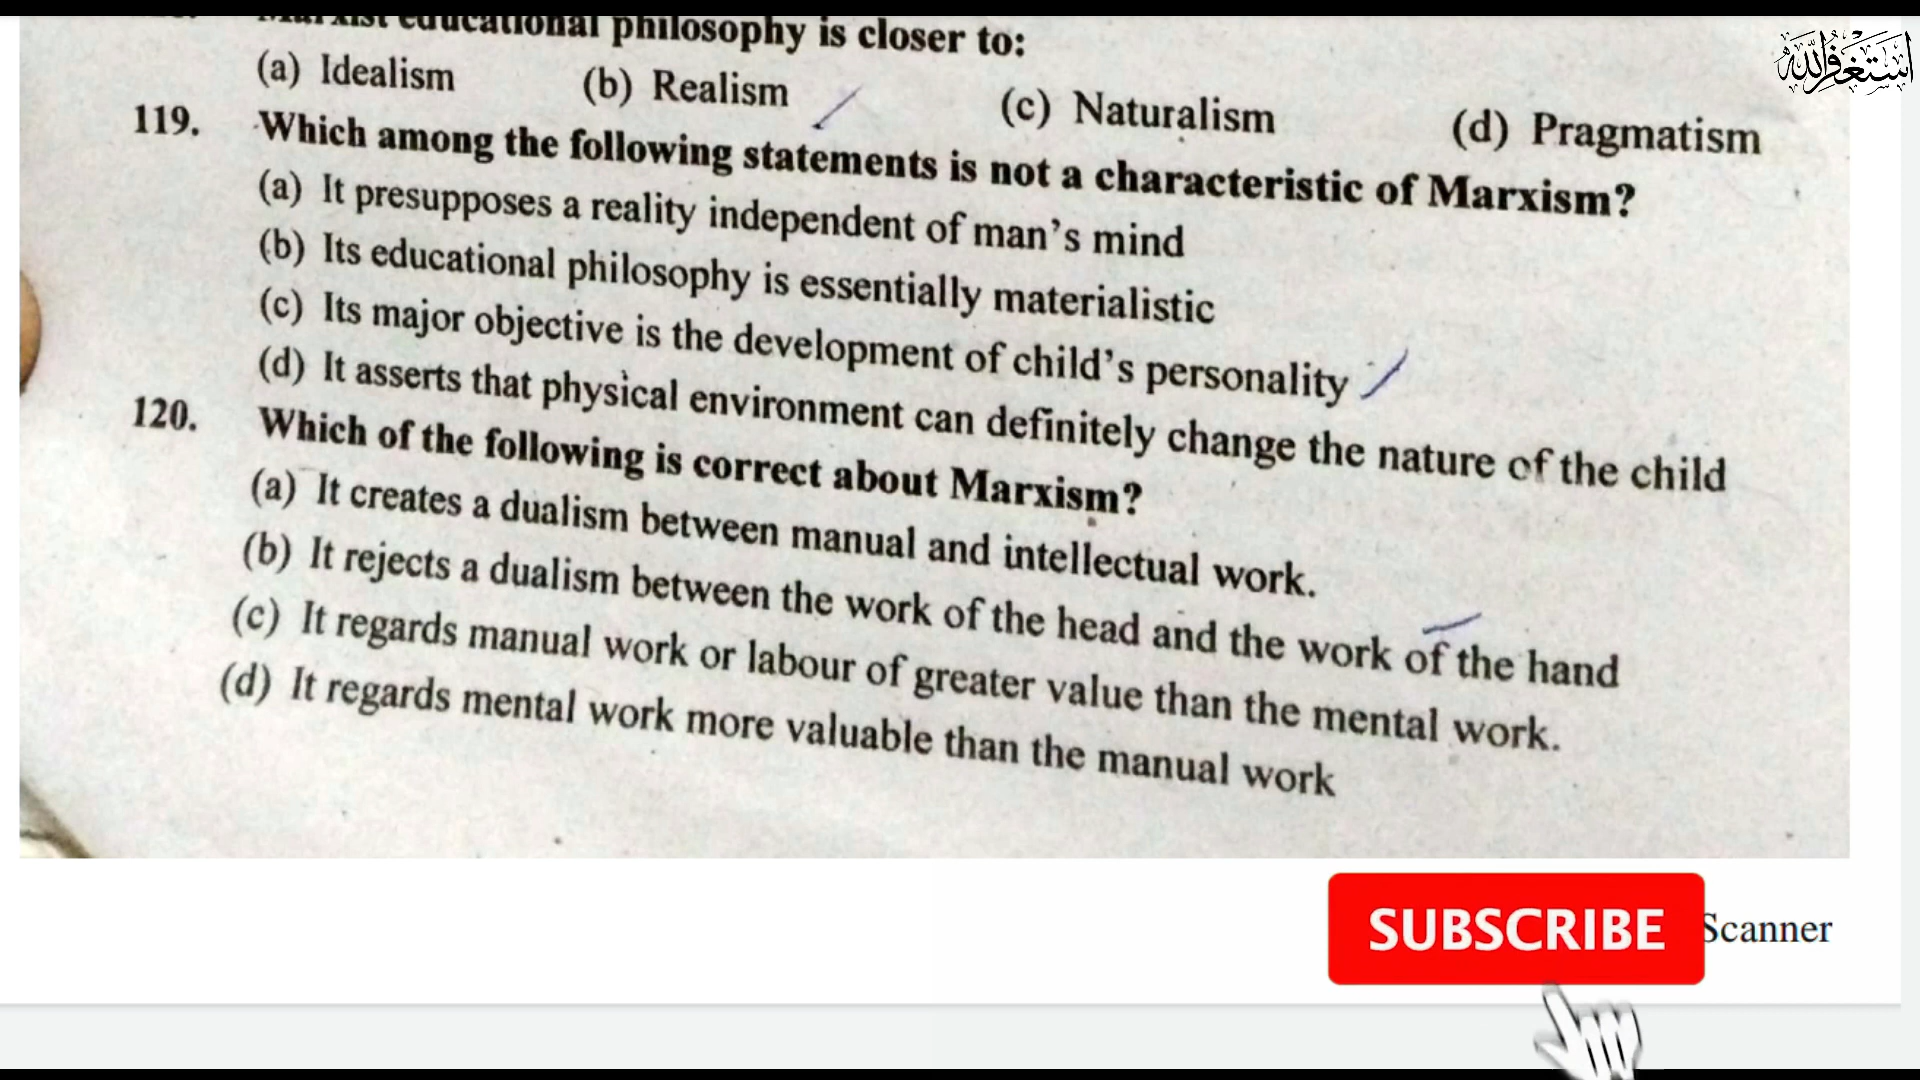 Marxist educational philosophy is closer to:
(a) Idealism (b) Realism (c) Naturalism (d) Pragmatism
119. Which among the following statements is not a characteristic of Marxism?
(a) It presupposes a reality independent of man's mind
(b) Its educational philosophy is essentially materialistic
(c) Its major objective is the development of child's personality
(d) It asserts that physical environment can definitely change the nature of the child
120. Which of the following is correct about Marxism?
(a) It creates a dualism between manual and intellectual work.
(b) It rejects a dualism between the work of the head and the work of the hand
(c) It regards manual work or labour of greater value than the mental work.
(d) It regards mental work more valuable than the manual work
أستغفر الله
SUBSCRIBE
Scanner